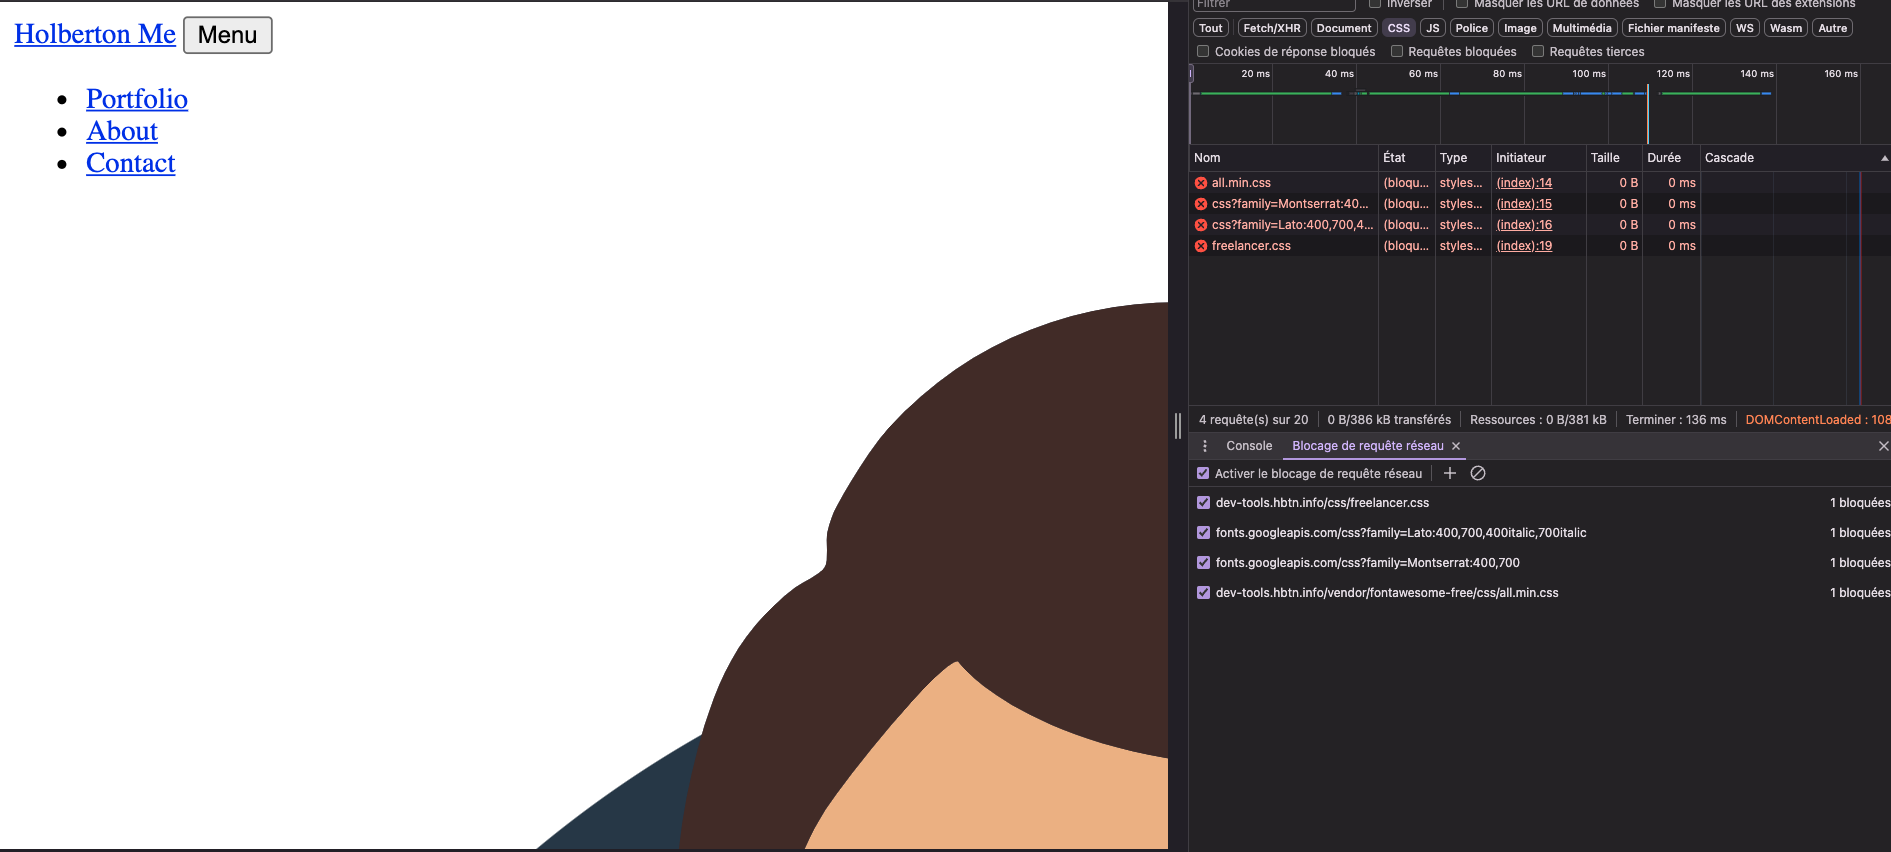 Holberton Me Menu
Portfolio
About
Contact
Filtrer Inverser Masquer les URL de données Masquer les URL des extensions
Tout Fetch/XHR Document CSS JS Police Image Multimédia Fichier manifeste WS Wasm Autre
Cookies de réponse bloqués Requêtes bloquées Requêtes tierces
20 ms 40 ms 60 ms 80 ms 100 ms 120 ms 140 ms 160 ms
Nom État Type Initiateur Taille Durée Cascade
all.min.css (bloqu... styles... (index):14 0 B 0 ms
css?family=Montserrat:40... (bloqu... styles... (index):15 0 B 0 ms
css?family=Lato:400,700,4... (bloqu... styles... (index):16 0 B 0 ms
freelancer.css (bloqu... styles... (index):19 0 B 0 ms
4 requête(s) sur 20 0 B/386 kB transférés Ressources : 0 B/381 kB Terminer : 136 ms DOMContentLoaded : 108
Console Blocage de requête réseau
Activer le blocage de requête réseau
dev-tools.hbtn.info/css/freelancer.css 1 bloquées
fonts.googleapis.com/css?family=Lato:400,700,400italic,700italic 1 bloquées
fonts.googleapis.com/css?family=Montserrat:400,700 1 bloquées
dev-tools.hbtn.info/vendor/fontawesome-free/css/all.min.css 1 bloquées